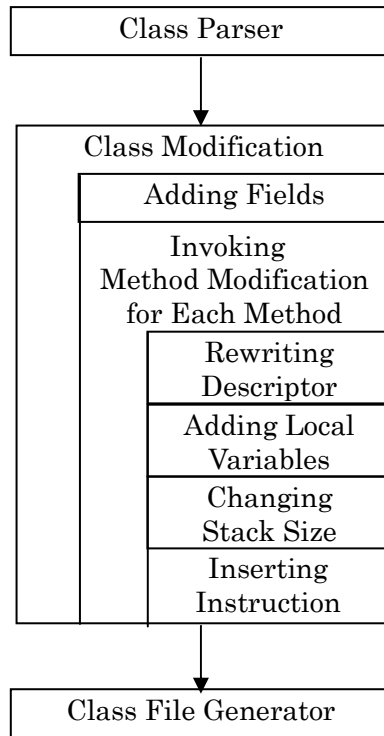 Class Parser
Class Modification
Adding Fields
Invoking
Method Modification
for Each Method
Rewriting
Descriptor
Adding Local
Variables
Changing
Stack Size
Inserting
Instruction
Class File Generator